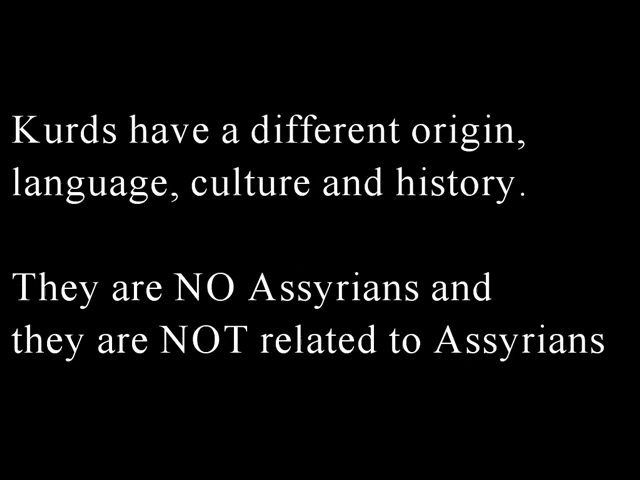 Kurds have a different origin,
language, culture and history.
They are NO Assyrians and
they are NOT related to Assyrians